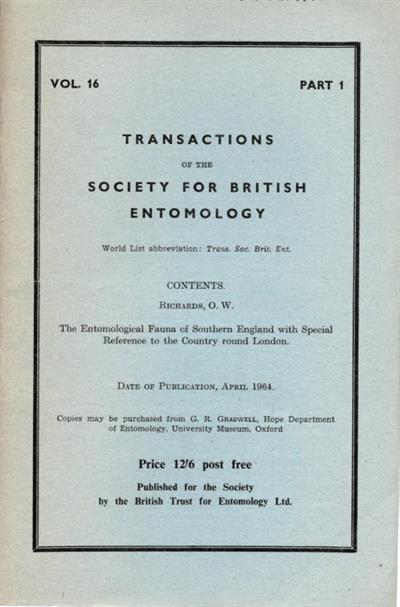 VOL. 16 PART 1
TRANSACTIONS
OF THE
SOCIETY FOR BRITISH
ENTOMOLOGY
World List abbreviation: Trans. Soc. Brit. Ent.
CONTENTS.
RICHARDS, O. W.
The Entomological Fauna of Southern England with Special
Reference to the Country round London.
DATE OF PUBLICATION, APRIL 1964.
Copies may be purchased from G. R. GRADWELL, Hope Department
of Entomology, University Museum, Oxford
Price 12/6 post free
Published for the Society
by the British Trust for Entomology Ltd.